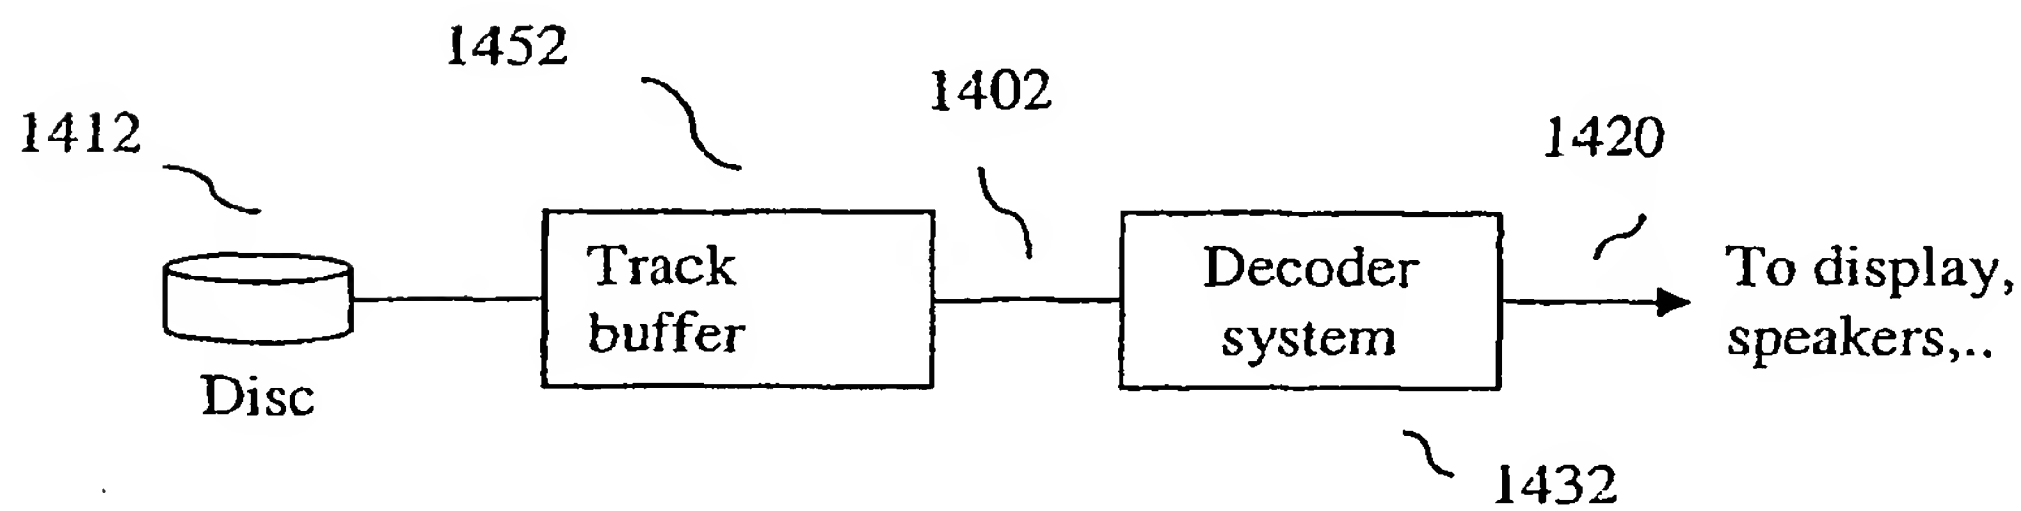 1452
1402
1412
1420
Track
buffer
Decoder
system
To display,
speakers,..
Disc
1432